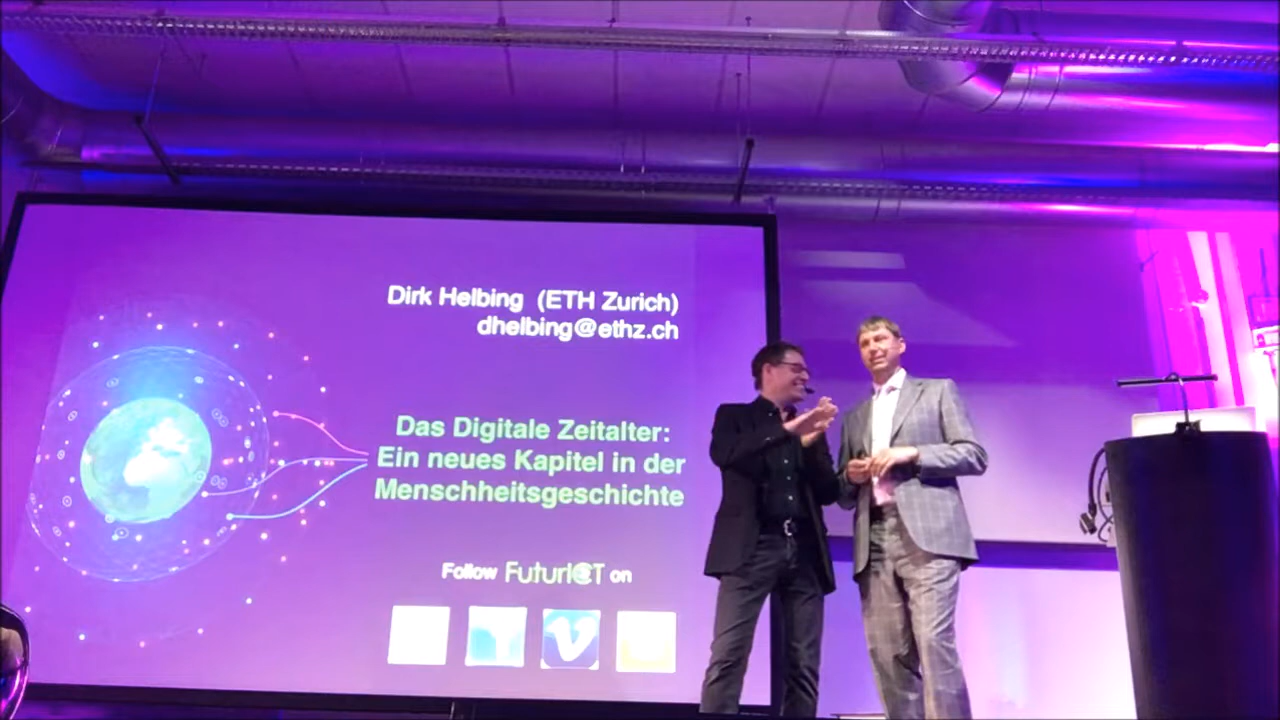 Dirk Helbing (ETH Zurich)
dhelbing@ethz.ch
Das Digitale Zeitalter:
Ein neues Kapitel in der
Menschheitsgeschichte
Follow FuturICT on